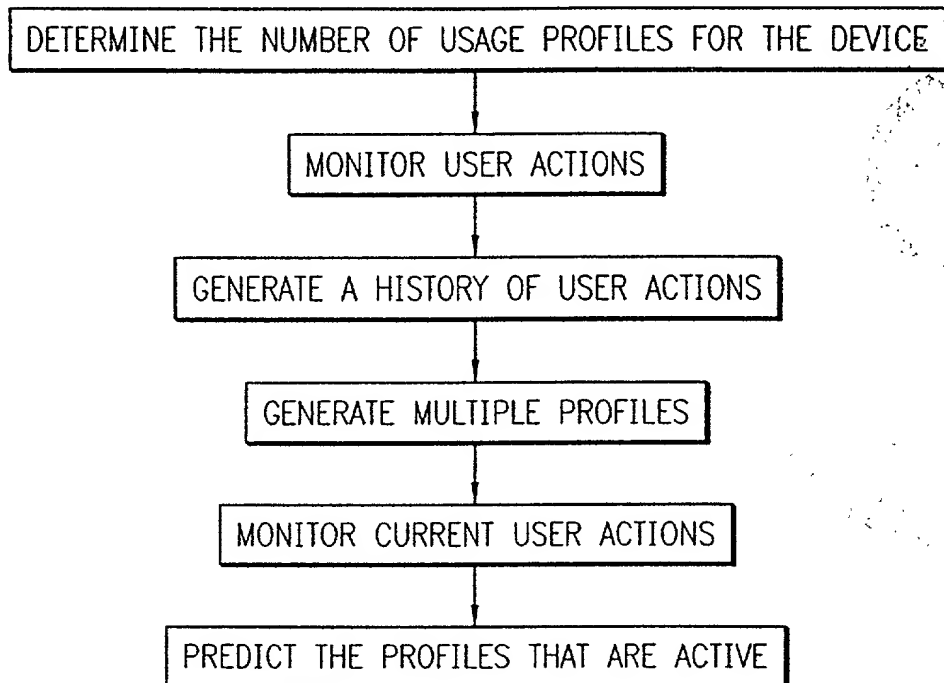 DETERMINE THE NUMBER OF USAGE PROFILES FOR THE DEVICE
MONITOR USER ACTIONS
GENERATE A HISTORY OF USER ACTIONS
GENERATE MULTIPLE PROFILES
MONITOR CURRENT USER ACTIONS
PREDICT THE PROFILES THAT ARE ACTIVE